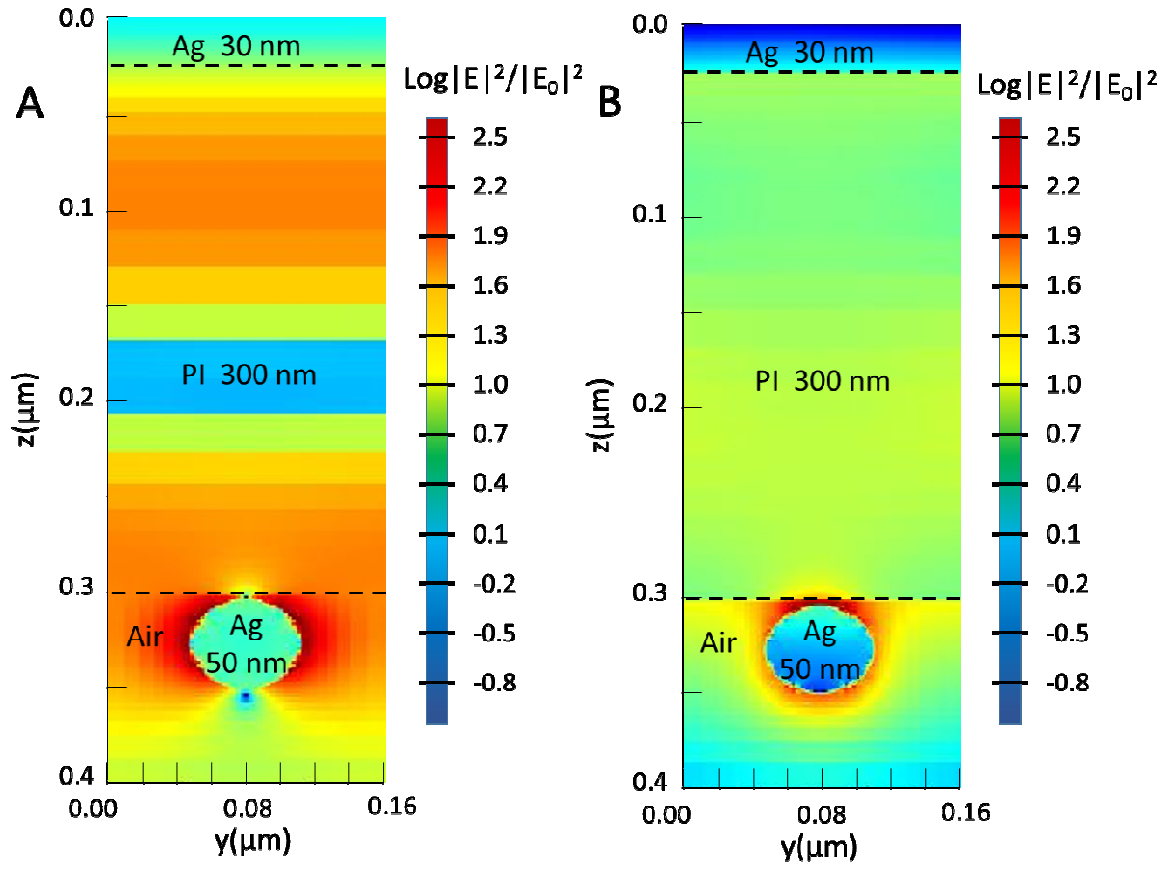 A
0.0
0.1
0.2
0.3
0.4
z(μm)
Ag 30 nm
PI 300 nm
Air
Ag
50 nm
0.00
0.08
0.16
y(μm)
Log|E|²/|E₀|²
2.5
2.2
1.9
1.6
1.3
1.0
0.7
0.4
0.1
-0.2
-0.5
-0.8
B
0.0
0.1
0.2
0.3
0.4
z(μm)
Ag 30 nm
PI 300 nm
Air
Ag
50 nm
0.00
0.08
0.16
y(μm)
Log|E|²/|E₀|²
2.5
2.2
1.9
1.6
1.3
1.0
0.7
0.4
0.1
-0.2
-0.5
-0.8